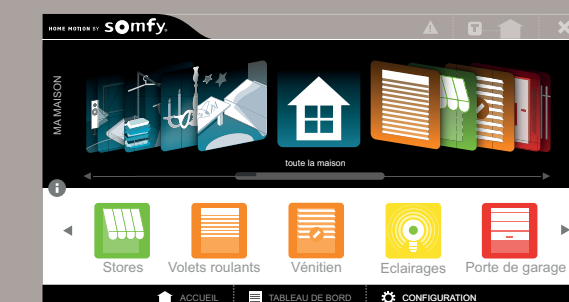 HOME MOTION BY somfy.
T
MA MAISON
toute la maison
i
Stores Volets roulants Vénitien Eclairages Porte de garage
ACCUEIL TABLEAU DE BORD CONFIGURATION